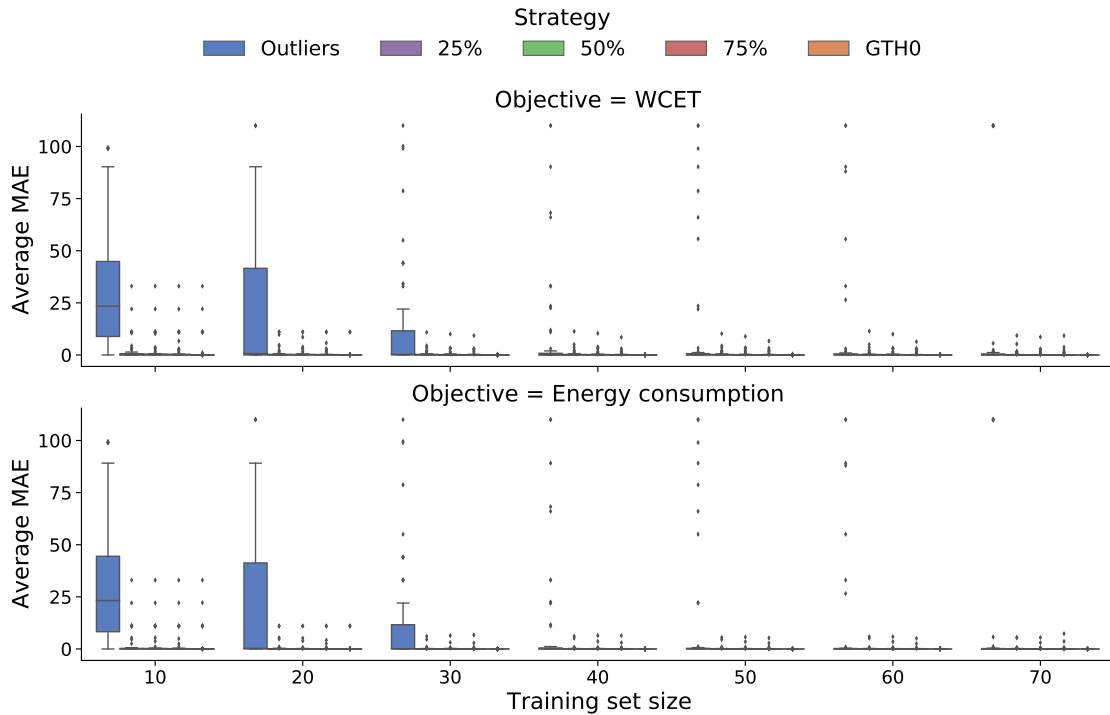 Strategy
Outliers 25% 50% 75% GTH0
Objective = WCET
Average MAE
100
75
50
25
0
Objective = Energy consumption
Average MAE
100
75
50
25
0
10 20 30 40 50 60 70
Training set size